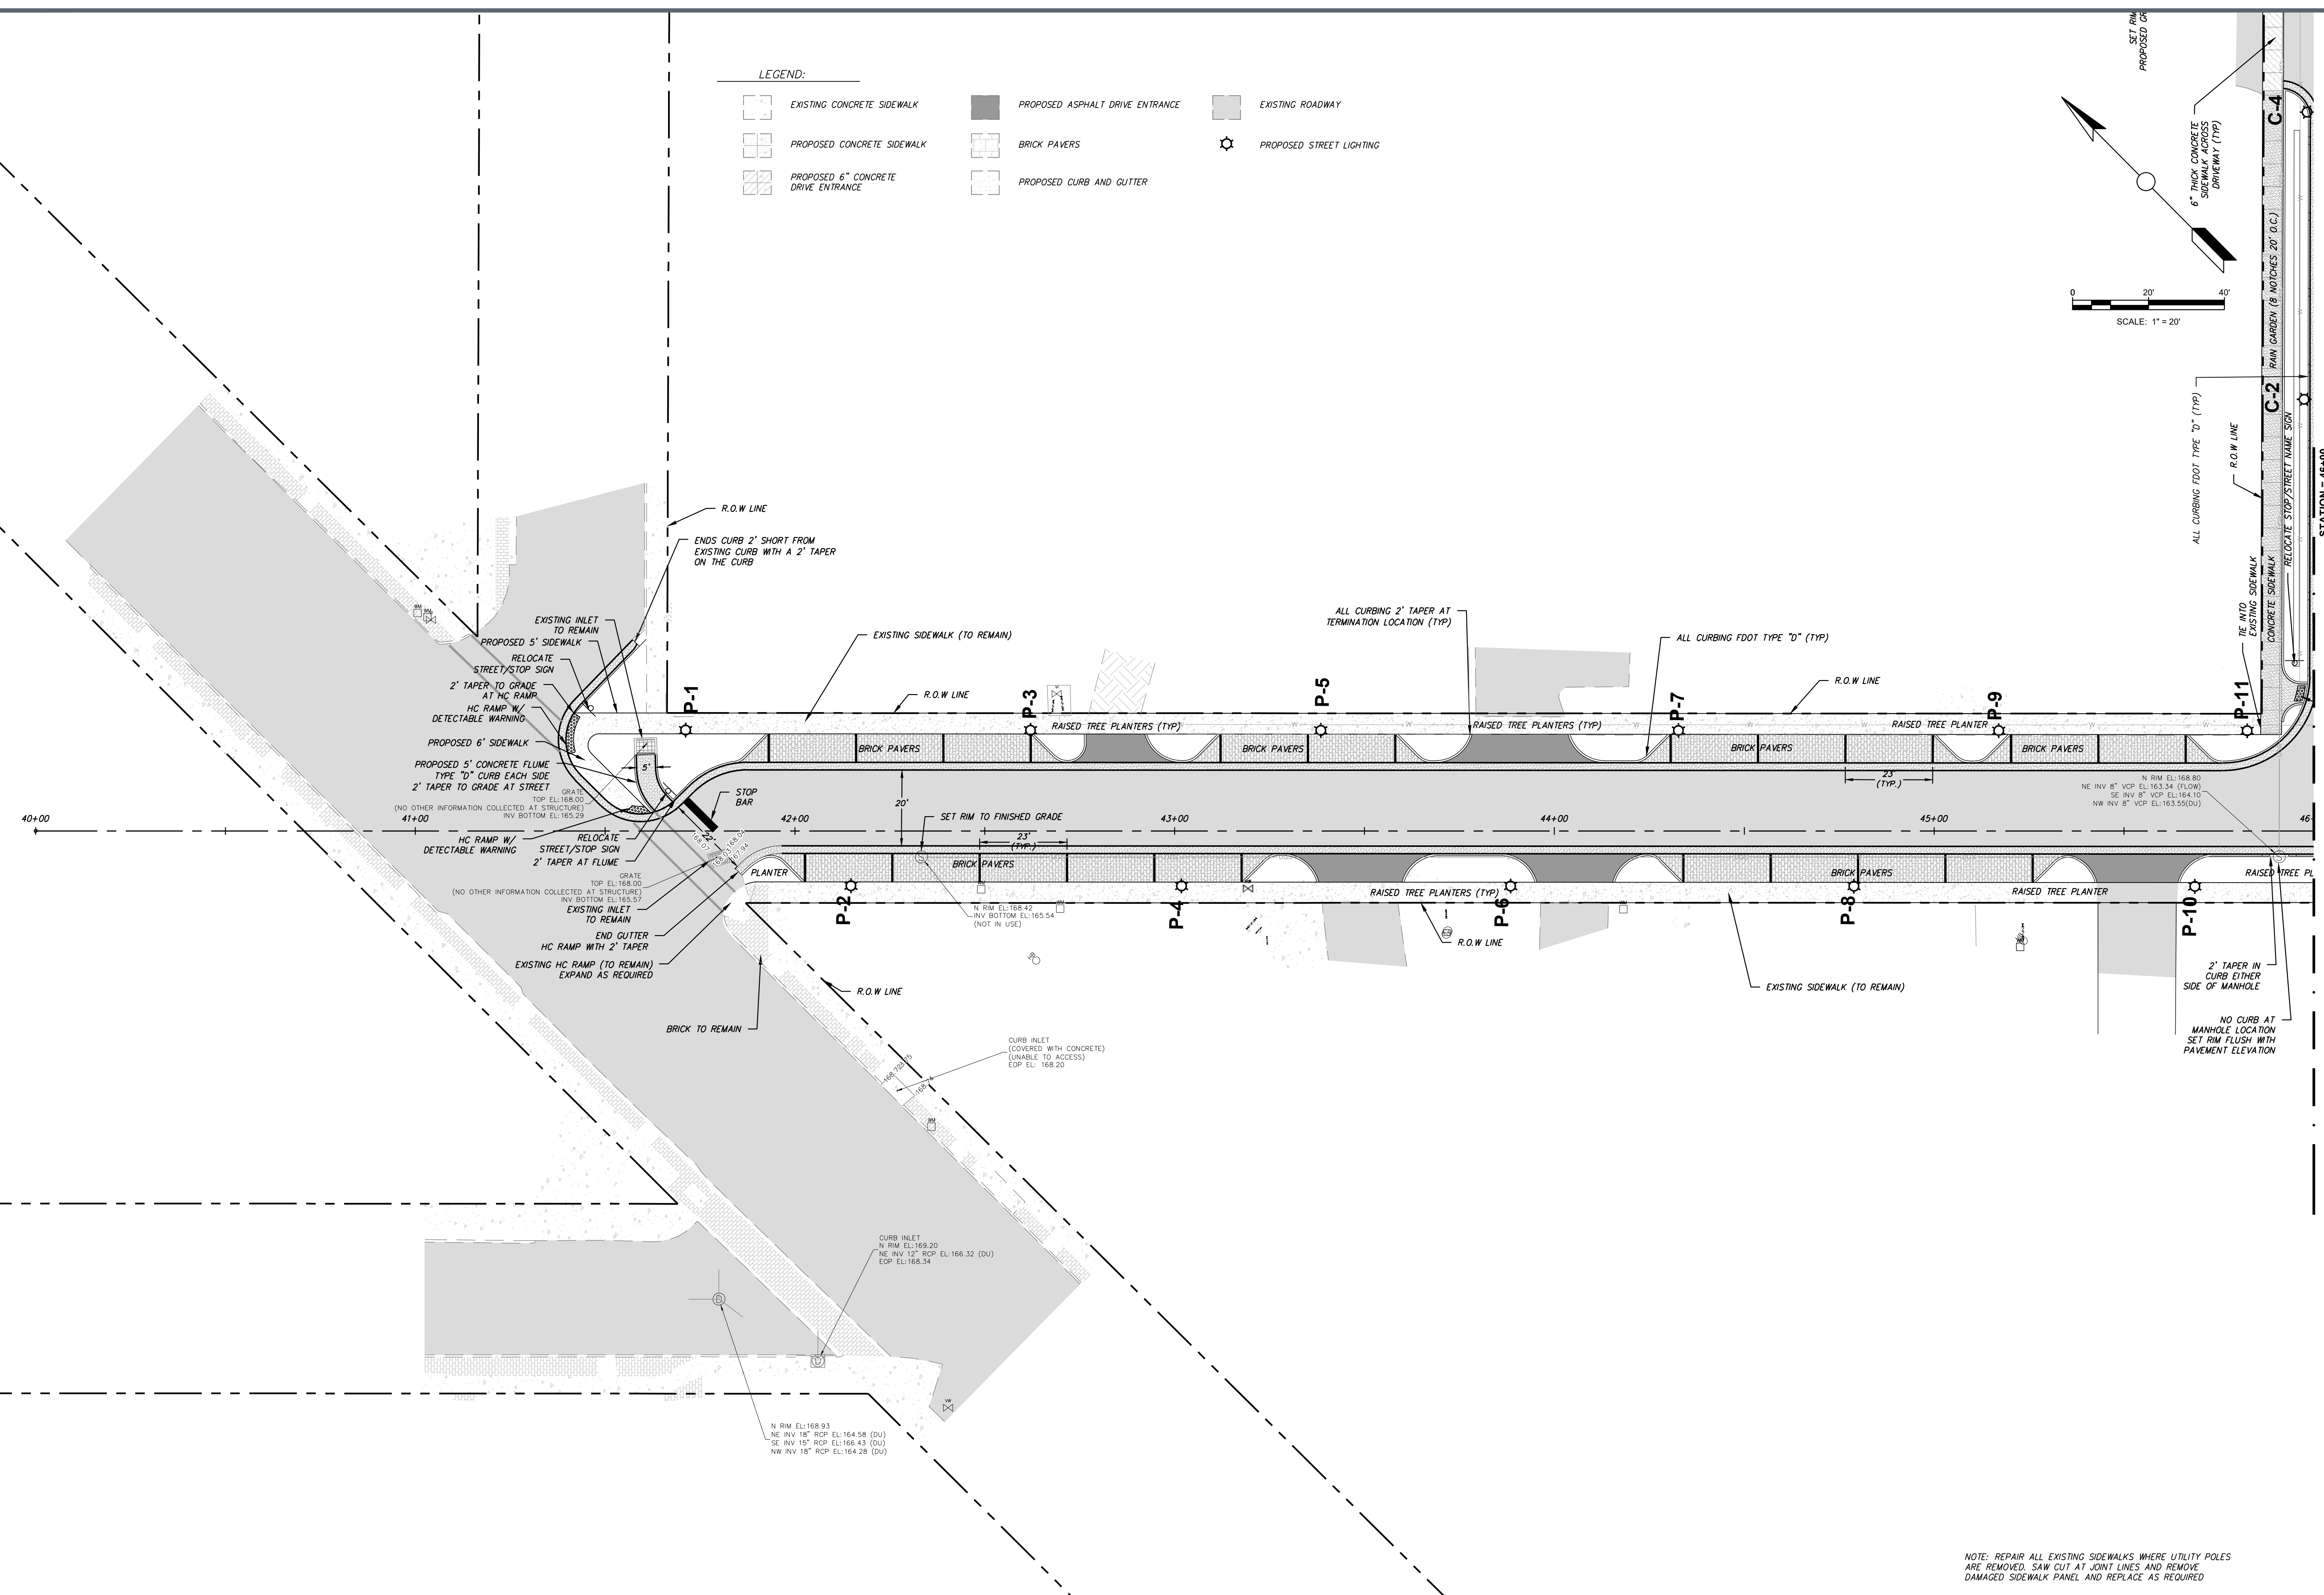 LEGEND:
EXISTING CONCRETE SIDEWALK
PROPOSED CONCRETE SIDEWALK
PROPOSED 6" CONCRETE
DRIVE ENTRANCE
PROPOSED ASPHALT DRIVE ENTRANCE
BRICK PAVERS
PROPOSED CURB AND GUTTER
EXISTING ROADWAY
PROPOSED STREET LIGHTING
SET RIM
PROPOSED GR
6" THICK CONCRETE
SIDEWALK ACROSS
DRIVEWAY (TYP)
C-4
RAIN GARDEN (8 NOTCHES 20' O.C.)
0 20' 40'
SCALE: 1" = 20'
C-2
ALL CURBING FDOT TYPE "D" (TYP)
R.O.W LINE
RELOCATE STOP/STREET NAME SIGN
STATION = 46+00
TIE INTO
EXISTING SIDEWALK
CONCRETE SIDEWALK
R.O.W LINE
ENDS CURB 2' SHORT FROM
EXISTING CURB WITH A 2' TAPER
ON THE CURB
EXISTING INLET
TO REMAIN
PROPOSED 5' SIDEWALK
RELOCATE
STREET/STOP SIGN
2' TAPER TO GRADE
AT HC RAMP
HC RAMP W/
DETECTABLE WARNING
PROPOSED 6' SIDEWALK
PROPOSED 5' CONCRETE FLUME
TYPE "D" CURB EACH SIDE
2' TAPER TO GRADE AT STREET
GRATE
TOP EL:168.00
(NO OTHER INFORMATION COLLECTED AT STRUCTURE)
INV BOTTOM EL:165.29
5'
EXISTING SIDEWALK (TO REMAIN)
R.O.W LINE
ALL CURBING 2' TAPER AT
TERMINATION LOCATION (TYP)
ALL CURBING FDOT TYPE "D" (TYP)
R.O.W LINE
P-1
P-3
P-5
P-7
P-9
P-11
RAISED TREE PLANTERS (TYP)
RAISED TREE PLANTERS (TYP)
RAISED TREE PLANTER
BRICK PAVERS
BRICK PAVERS
BRICK PAVERS
BRICK PAVERS
23'
(TYP.)
N RIM EL:168.80
NE INV 8" VCP EL:163.34 (FLOW)
SE INV 8" VCP EL:164.10
NW INV 8" VCP EL:163.55(DU)
STOP
BAR
20'
22'
40+00
41+00
42+00
43+00
44+00
45+00
46
SET RIM TO FINISHED GRADE
23'
(TYP.)
HC RAMP W/
DETECTABLE WARNING
RELOCATE
STREET/STOP SIGN
2' TAPER AT FLUME
168.07
168.03
168.04
167.94
GRATE
TOP EL:168.00
(NO OTHER INFORMATION COLLECTED AT STRUCTURE)
INV BOTTOM EL:165.57
EXISTING INLET
TO REMAIN
END GUTTER
HC RAMP WITH 2' TAPER
EXISTING HC RAMP (TO REMAIN)
EXPAND AS REQUIRED
PLANTER
BRICK PAVERS
BRICK PAVERS
RAISED TREE PLANTERS (TYP)
RAISED TREE PLANTER
RAISED TREE PL
P-2
P-4
P-6
P-8
P-10
N RIM EL:168.42
INV BOTTOM EL:165.54
(NOT IN USE)
R.O.W LINE
R.O.W LINE
EXISTING SIDEWALK (TO REMAIN)
2' TAPER IN
CURB EITHER
SIDE OF MANHOLE
NO CURB AT
MANHOLE LOCATION
SET RIM FLUSH WITH
PAVEMENT ELEVATION
BRICK TO REMAIN
CURB INLET
(COVERED WITH CONCRETE)
(UNABLE TO ACCESS)
EOP EL: 168.20
168.74
CURB INLET
N RIM EL:169.20
NE INV 12" RCP EL:166.32 (DU)
EOP EL:168.34
N RIM EL:168.93
NE INV 18" RCP EL:164.58 (DU)
SE INV 15" RCP EL:166.43 (DU)
NW INV 18" RCP EL:164.28 (DU)
NOTE: REPAIR ALL EXISTING SIDEWALKS WHERE UTILITY POLES
ARE REMOVED. SAW CUT AT JOINT LINES AND REMOVE
DAMAGED SIDEWALK PANEL AND REPLACE AS REQUIRED